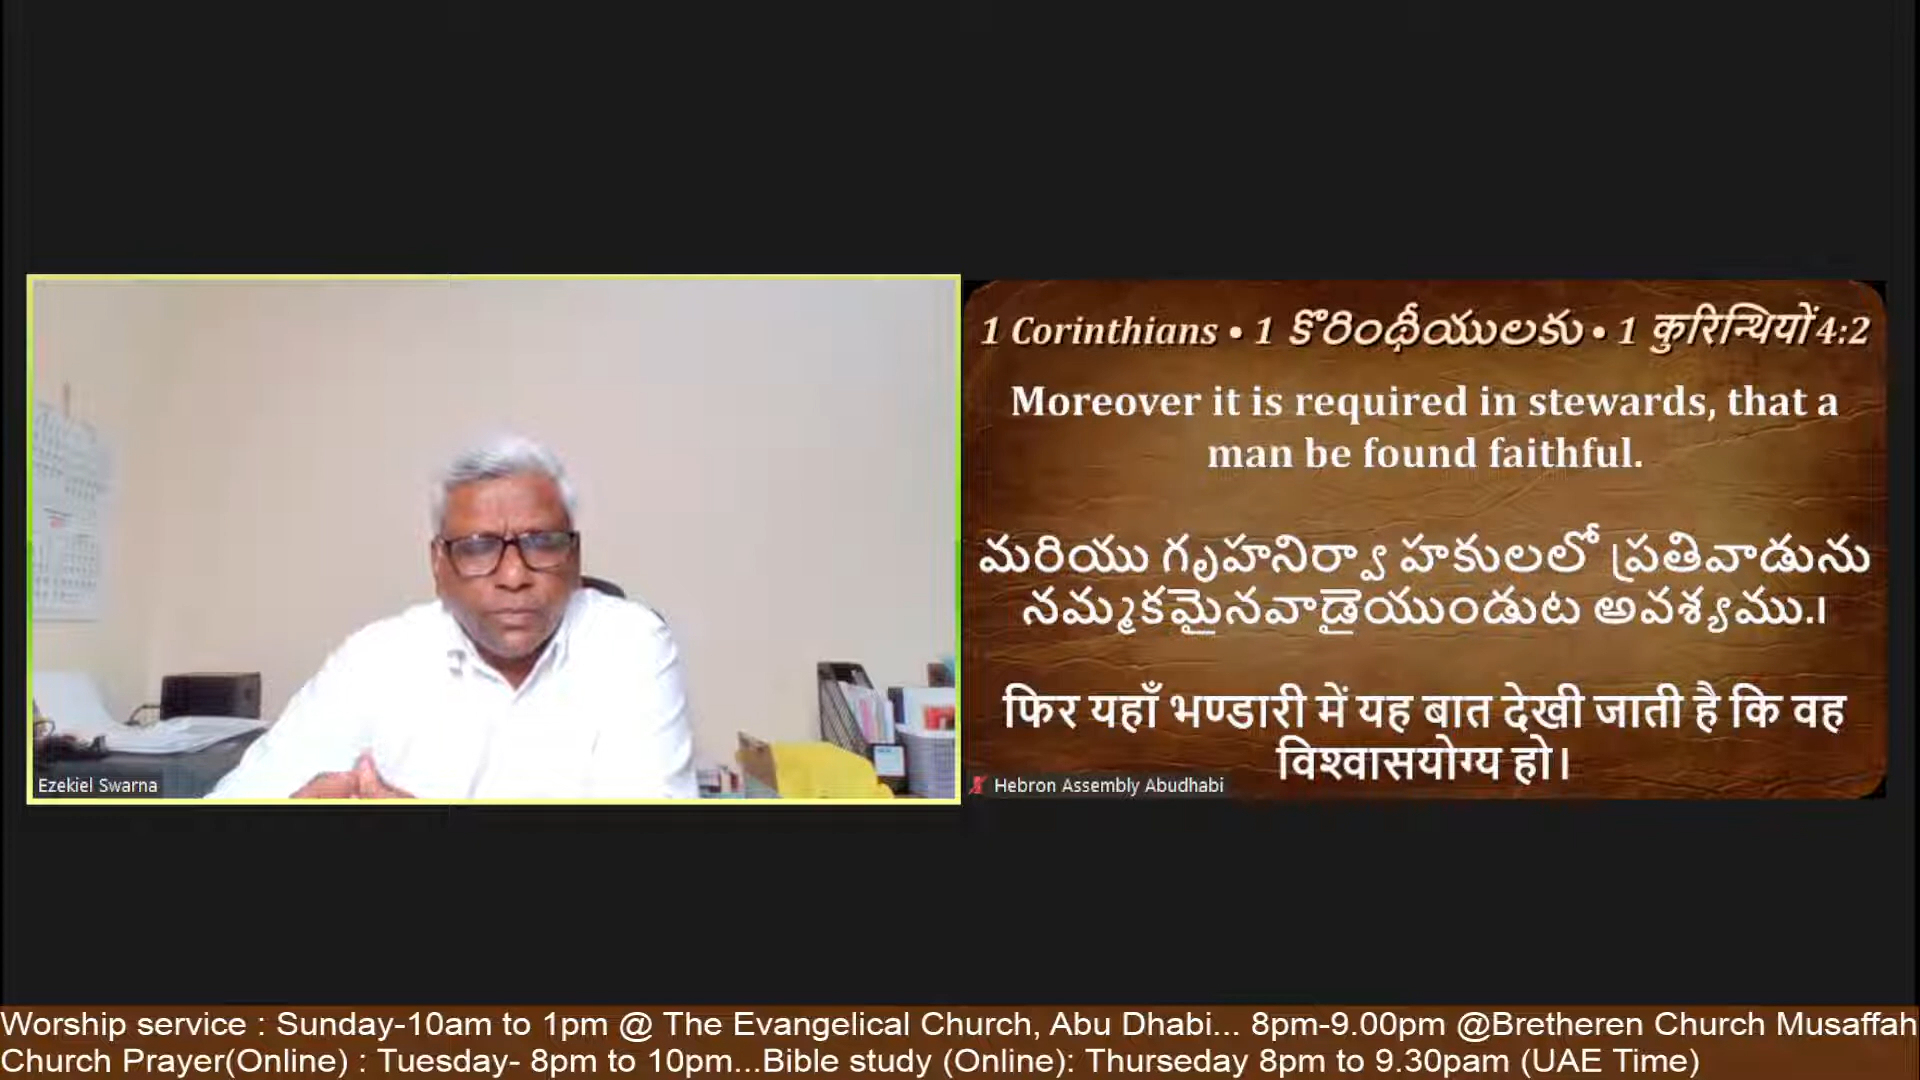 1 Corinthians • 1 కొరింథీయులకు • 1 कुरिन्थियों 4:2
Moreover it is required in stewards, that a
man be found faithful.
మరియు గృహనిర్వా హకులలో ప్రతివాడును
నమ్మకమైనవాడైయుండుట అవశ్యము.।
फिर यहाँ भण्डारी में यह बात देखी जाती है कि वह
विश्वासयोग्य हो।
Ezekiel Swarna
Hebron Assembly Abudhabi
Worship service : Sunday-10am to 1pm @ The Evangelical Church, Abu Dhabi... 8pm-9.00pm @Bretheren Church Musaffah
Church Prayer(Online) : Tuesday- 8pm to 10pm...Bible study (Online): Thurseday 8pm to 9.30pam (UAE Time)